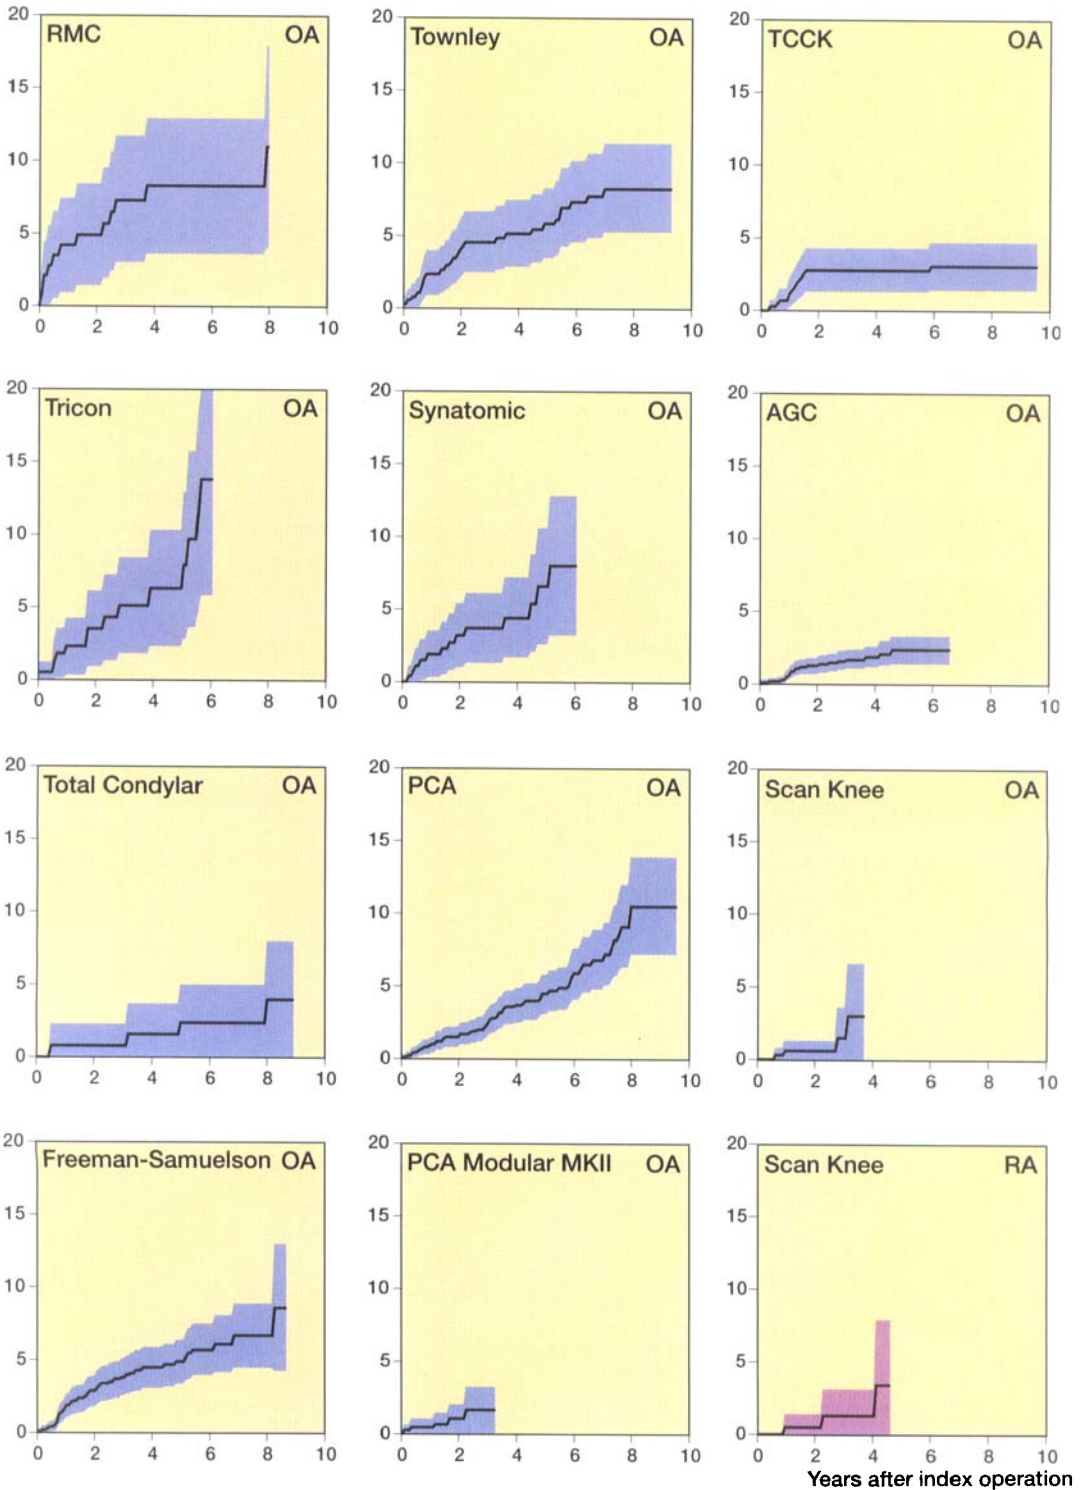 RMC OA
20
15
10
5
0
0 2 4 6 8 10
Townley OA
20
15
10
5
0
0 2 4 6 8 10
TCCK OA
20
15
10
5
0
0 2 4 6 8 10
Tricon OA
20
15
10
5
0
0 2 4 6 8 10
Synatomic OA
20
15
10
5
0
0 2 4 6 8 10
AGC OA
20
15
10
5
0
0 2 4 6 8 10
Total Condylar OA
20
15
10
5
0
0 2 4 6 8 10
PCA OA
20
15
10
5
0
0 2 4 6 8 10
Scan Knee OA
20
15
10
5
0
0 2 4 6 8 10
Freeman-Samuelson OA
20
15
10
5
0
0 2 4 6 8 10
PCA Modular MKII OA
20
15
10
5
0
0 2 4 6 8 10
Scan Knee RA
20
15
10
5
0
0 2 4 6 8 10
Years after index operation